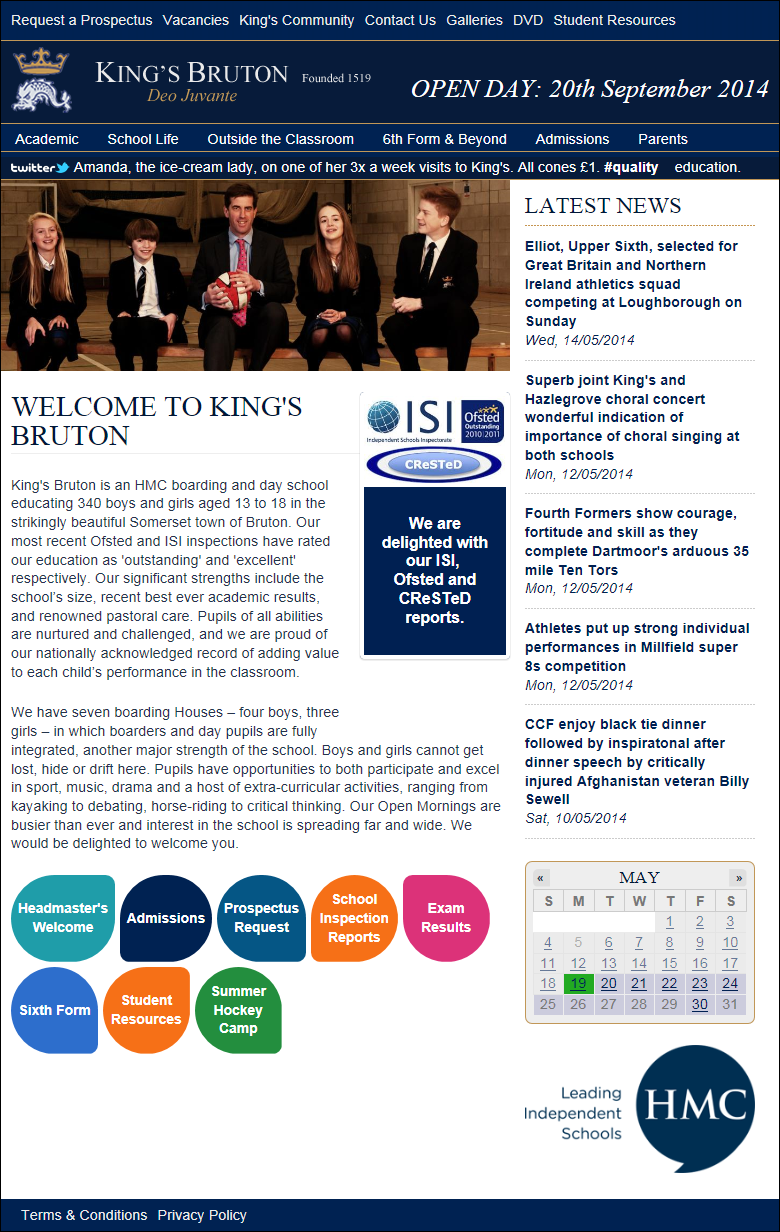 Request a Prospectus Vacancies King's Community Contact Us Galleries DVD Student Resources
KING'S BRUTON Founded 1519
Deo Juvante
OPEN DAY: 20th September 2014
Academic School Life Outside the Classroom 6th Form & Beyond Admissions Parents
twitter Amanda, the ice-cream lady, on one of her 3x a week visits to King's. All cones £1. #quality education.
WELCOME TO KING'S
BRUTON
King's Bruton is an HMC boarding and day school
educating 340 boys and girls aged 13 to 18 in the
strikingly beautiful Somerset town of Bruton. Our
most recent Ofsted and ISI inspections have rated
our education as 'outstanding' and 'excellent'
respectively. Our significant strengths include the
school's size, recent best ever academic results,
and renowned pastoral care. Pupils of all abilities
are nurtured and challenged, and we are proud of
our nationally acknowledged record of adding value
to each child's performance in the classroom.
We have seven boarding Houses – four boys, three
girls – in which boarders and day pupils are fully
integrated, another major strength of the school. Boys and girls cannot get
lost, hide or drift here. Pupils have opportunities to both participate and excel
in sport, music, drama and a host of extra-curricular activities, ranging from
kayaking to debating, horse-riding to critical thinking. Our Open Mornings are
busier than ever and interest in the school is spreading far and wide. We
would be delighted to welcome you.
ISI
Independent Schools Inspectorate
Ofsted
Outstanding
2010|2011
CReSTeD
We are
delighted with
our ISI,
Ofsted and
CReSTeD
reports.
Headmaster's
Welcome
Admissions
Prospectus
Request
School
Inspection
Reports
Exam
Results
Sixth Form
Student
Resources
Summer
Hockey
Camp
LATEST NEWS
Elliot, Upper Sixth, selected for
Great Britain and Northern
Ireland athletics squad
competing at Loughborough on
Sunday
Wed, 14/05/2014
Superb joint King's and
Hazlegrove choral concert
wonderful indication of
importance of choral singing at
both schools
Mon, 12/05/2014
Fourth Formers show courage,
fortitude and skill as they
complete Dartmoor's arduous 35
mile Ten Tors
Mon, 12/05/2014
Athletes put up strong individual
performances in Millfield super
8s competition
Mon, 12/05/2014
CCF enjoy black tie dinner
followed by inspiratonal after
dinner speech by critically
injured Afghanistan veteran Billy
Sewell
Sat, 10/05/2014
« MAY »
S M T W T F S
1 2 3
4 5 6 7 8 9 10
11 12 13 14 15 16 17
18 19 20 21 22 23 24
25 26 27 28 29 30 31
Leading
Independent
Schools
HMC
Terms & Conditions Privacy Policy